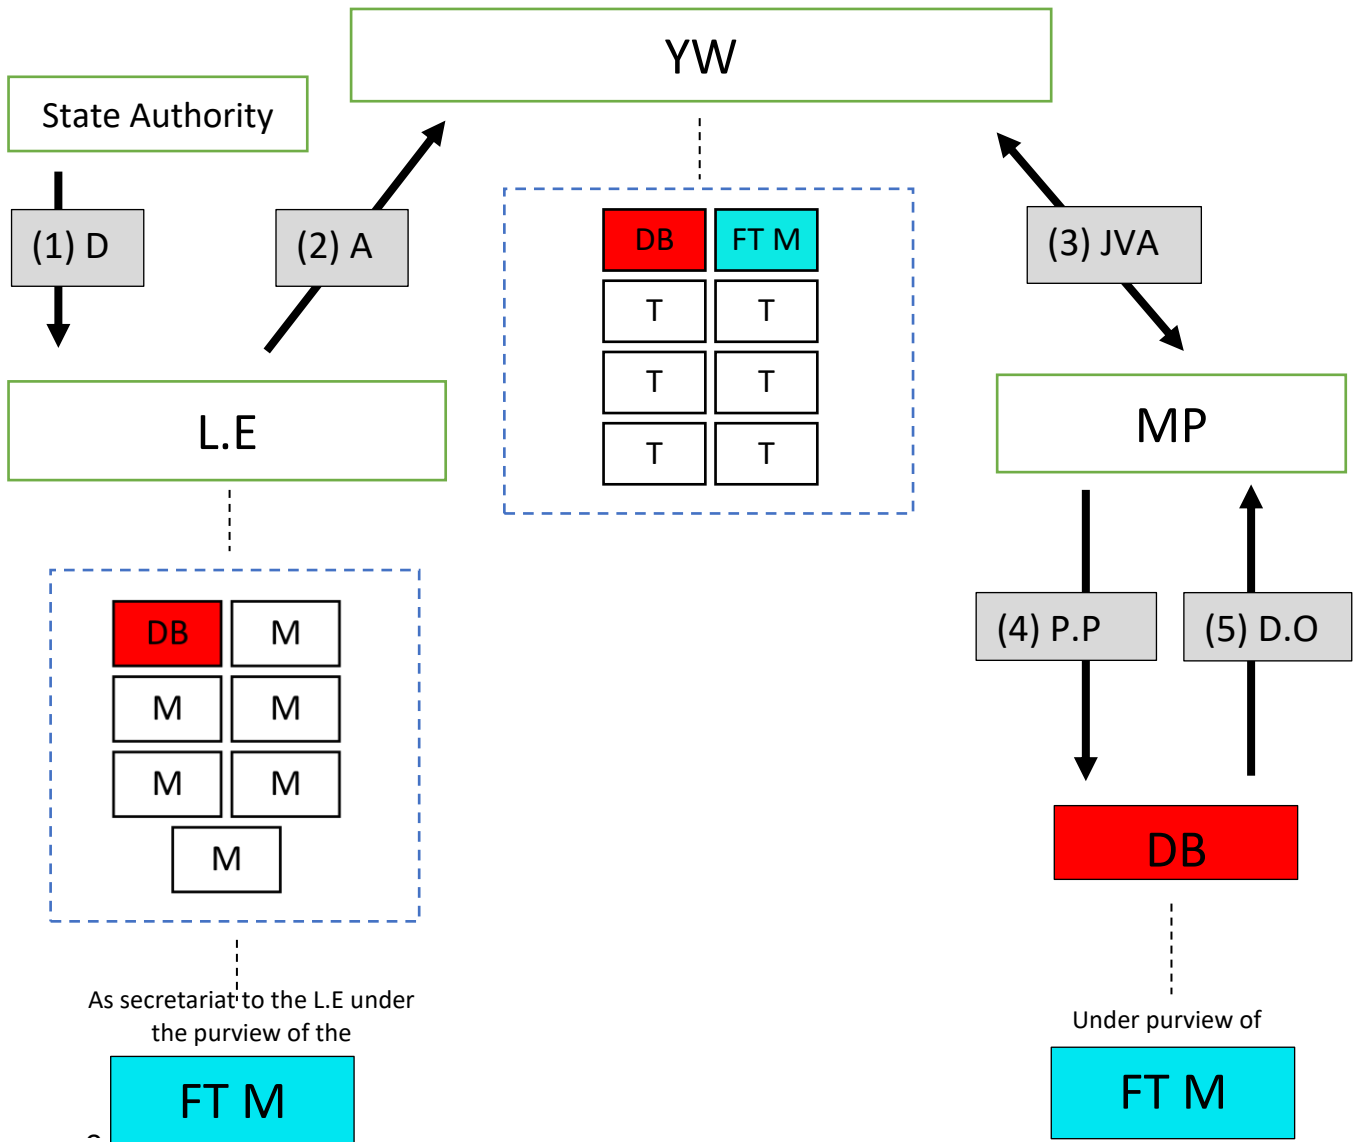 YW
State Authority
(1) D
(2) A
DB
FT M
(3) JVA
T
T
T
T
T
T
L.E
MP
DB
M
M
M
M
M
M
(4) P.P
(5) D.O
DB
As secretariat to the L.E under
the purview of the
FT M
Under purview of
FT M